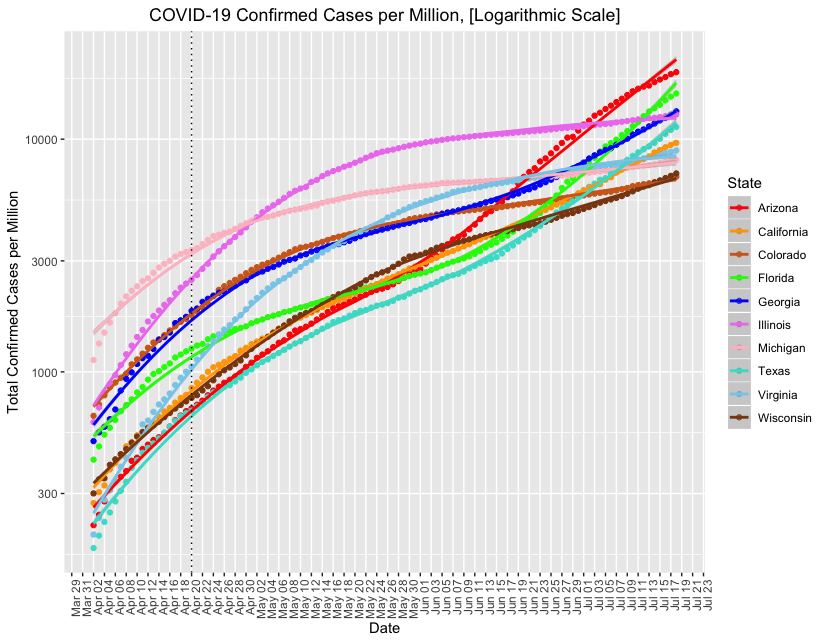 COVID-19 Confirmed Cases per Million, [Logarithmic Scale]
Total Confirmed Cases per Million
10000
3000
1000
300
Mar 29
Mar 31
Apr 02
Apr 04
Apr 06
Apr 08
Apr 10
Apr 12
Apr 14
Apr 16
Apr 18
Apr 20
Apr 22
Apr 24
Apr 26
Apr 28
Apr 30
May 02
May 04
May 06
May 08
May 10
May 12
May 14
May 16
May 18
May 20
May 22
May 24
May 26
May 28
May 30
Jun 01
Jun 03
Jun 05
Jun 07
Jun 09
Jun 11
Jun 13
Jun 15
Jun 17
Jun 19
Jun 21
Jun 23
Jun 25
Jun 27
Jun 29
Jul 01
Jul 03
Jul 05
Jul 07
Jul 09
Jul 11
Jul 13
Jul 15
Jul 17
Jul 19
Jul 21
Jul 23
Date
State
Arizona
California
Colorado
Florida
Georgia
Illinois
Michigan
Texas
Virginia
Wisconsin